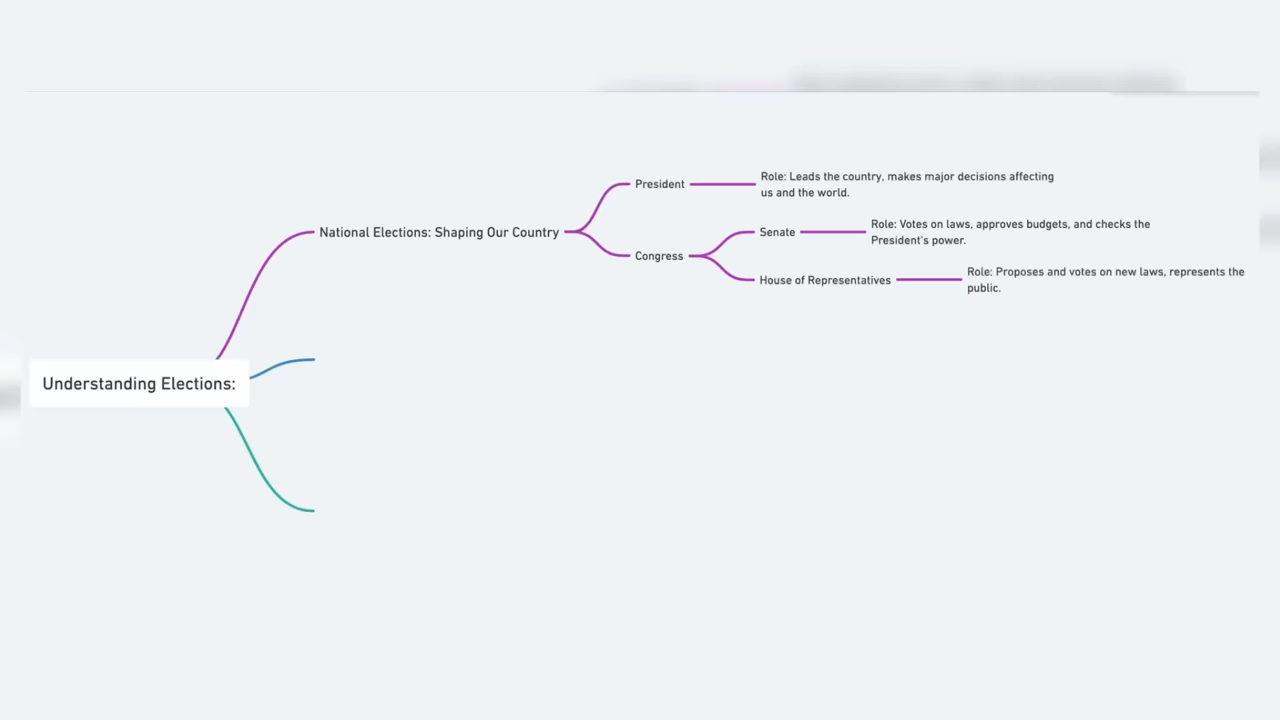 Role: Leads the country, makes major decisions affecting
us and the world.
President
National Elections: Shaping Our Country
Role: Votes on laws, approves budgets, and checks the
President's power.
Senate
Congress
Role: Proposes and votes on new laws, represents the
public.
House of Representatives
Understanding Elections: